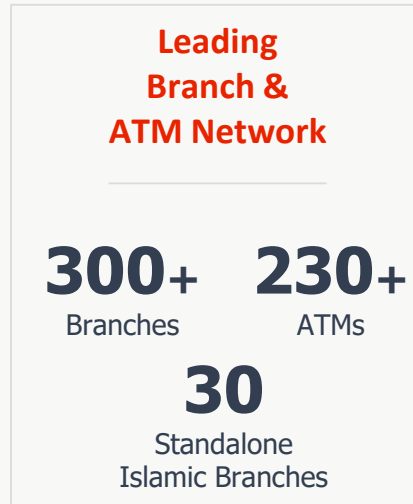 Leading
Branch &
ATM Network
300+ 230+
Branches ATMs
30
Standalone
Islamic Branches